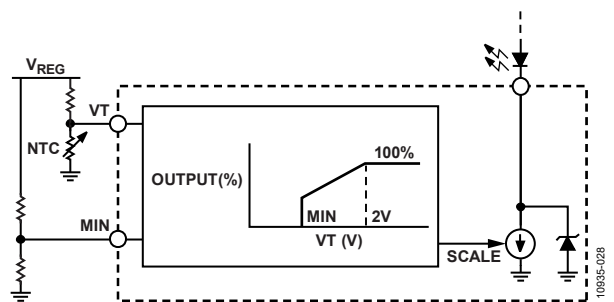 VREG
VT
NTC
OUTPUT(%)
100%
MIN
2V
VT (V)
MIN
SCALE
10935-028